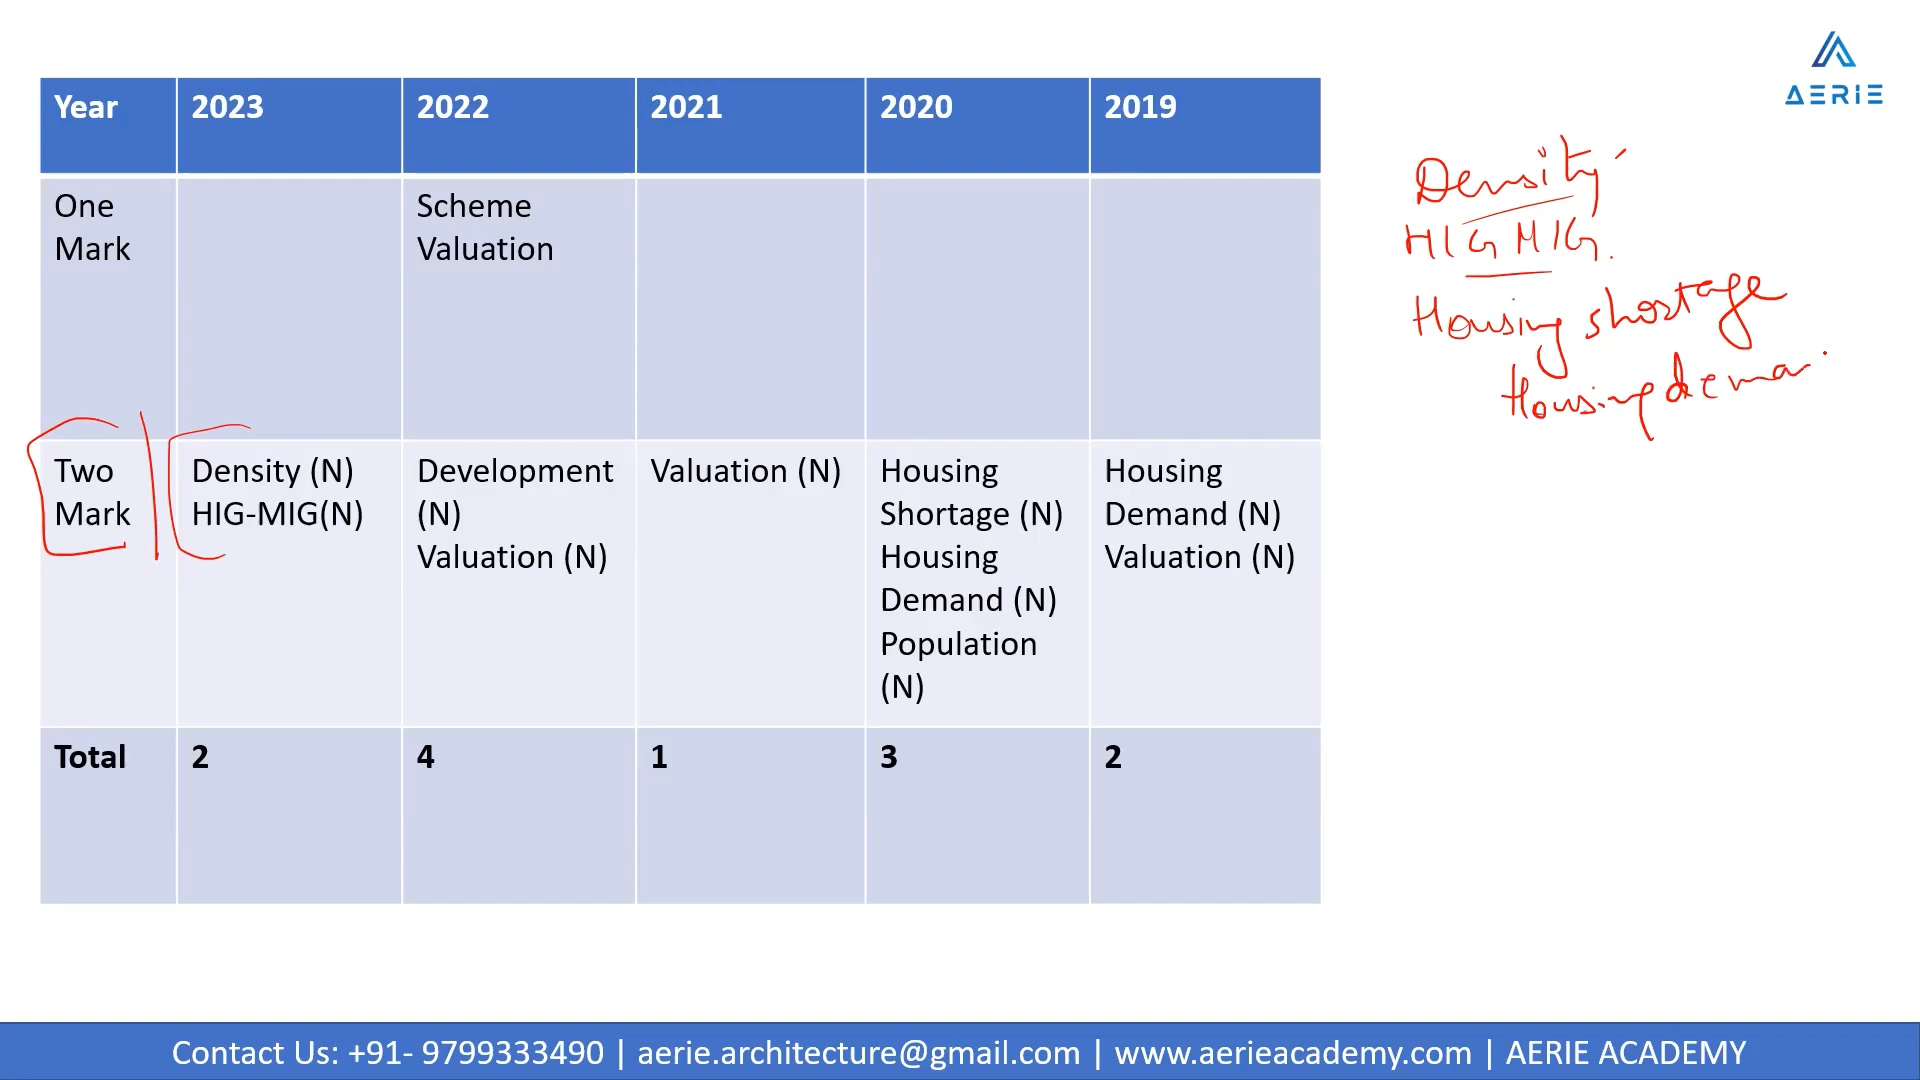 AERIE
Year 2023 2022 2021 2020 2019
One Mark
Scheme Valuation
Two Mark
Density (N)
HIG-MIG(N)
Development (N)
Valuation (N)
Valuation (N)
Housing Shortage (N)
Housing Demand (N)
Population (N)
Housing Demand (N)
Valuation (N)
Total 2 4 1 3 2
Density
HIG MIG.
Housing shortage
Housing dema
Contact Us: +91- 9799333490 | aerie.architecture@gmail.com | www.aerieacademy.com | AERIE ACADEMY